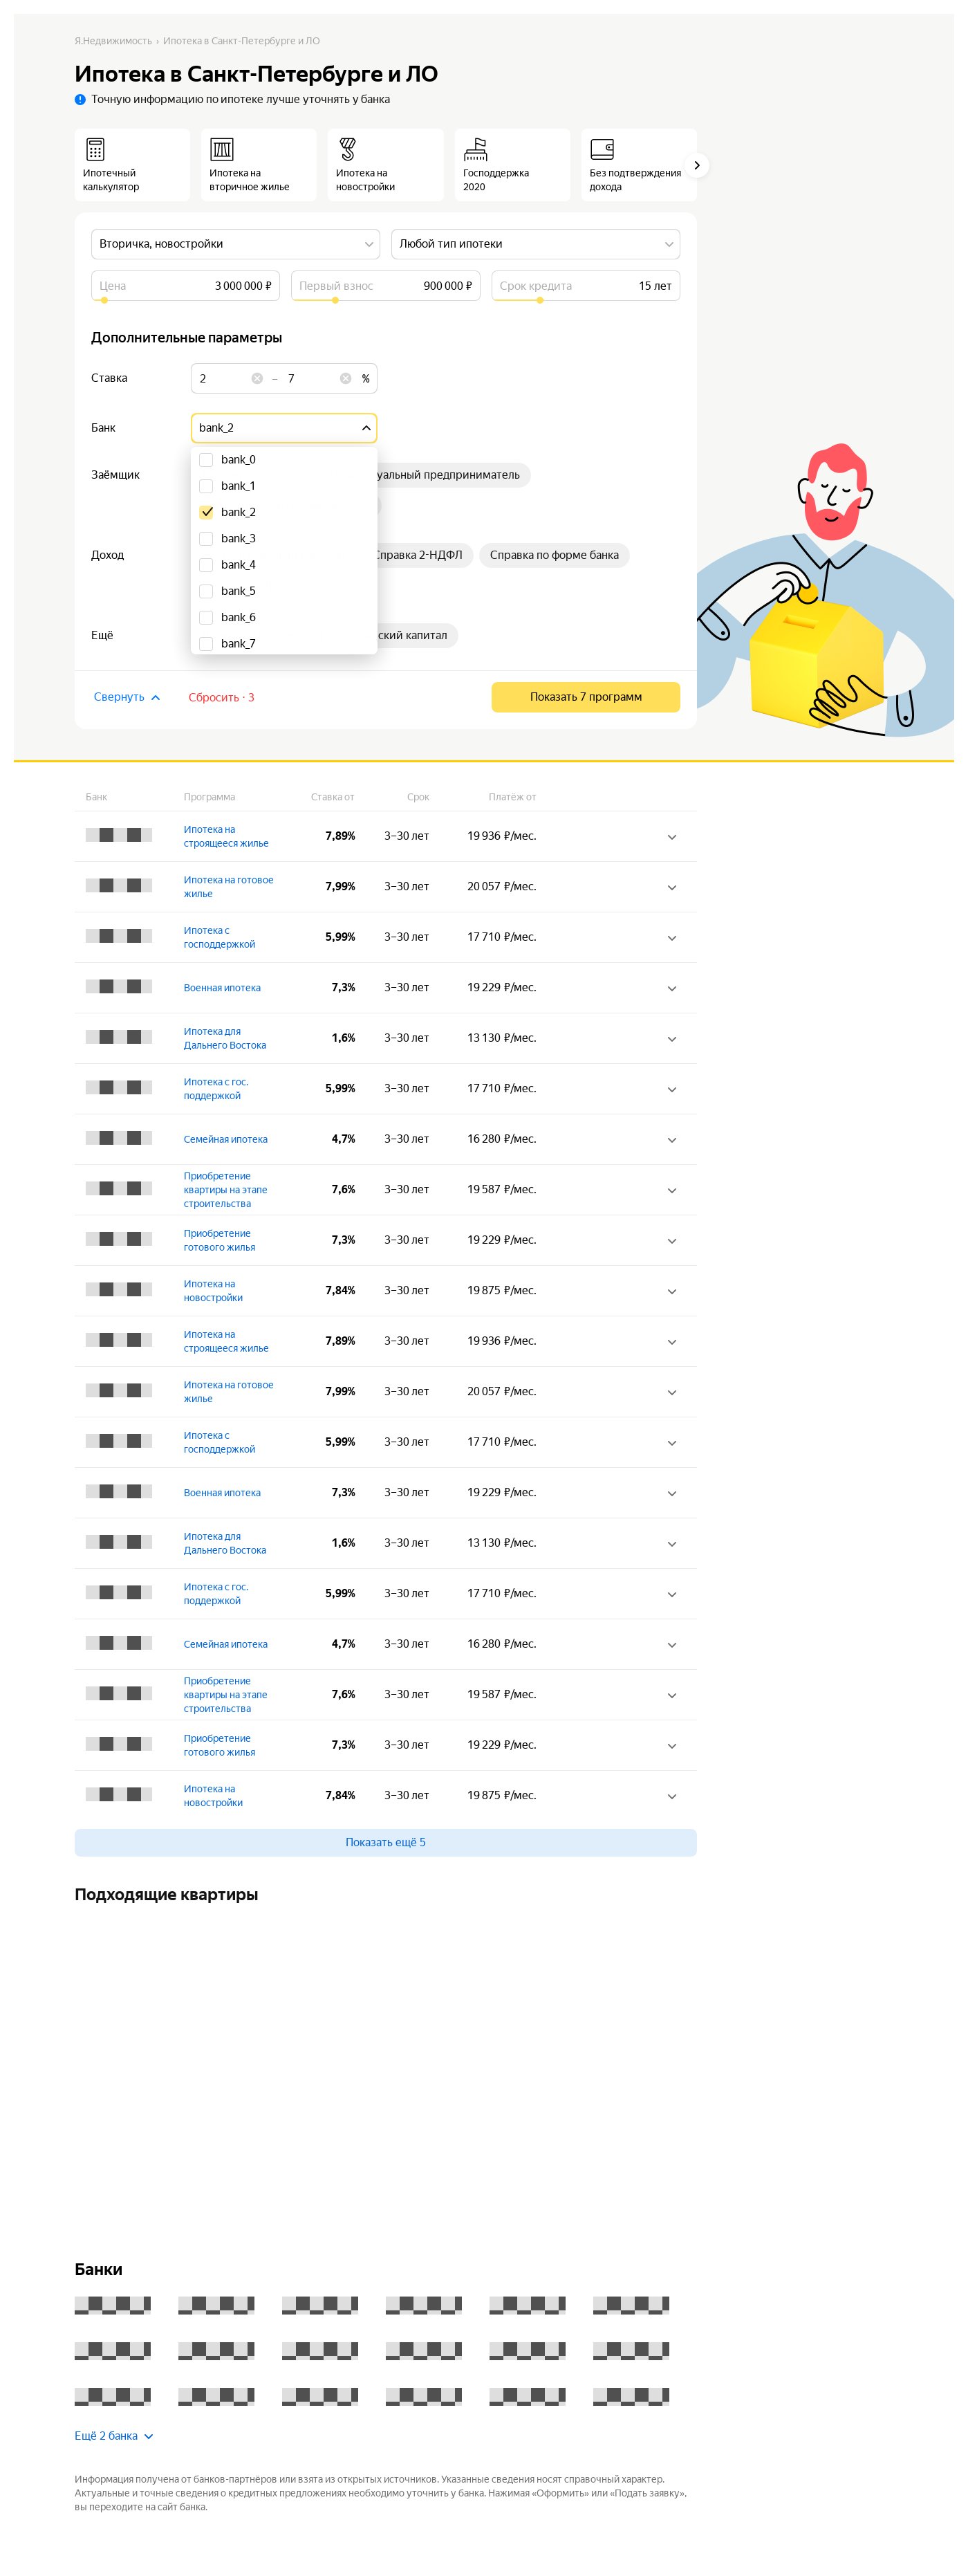 Я.Недвижимость › Ипотека в Санкт-Петербурге и ЛО
Ипотека в Санкт-Петербурге и ЛО
Точную информацию по ипотеке лучше уточнять у банка
Ипотечный
калькулятор
Ипотека на
вторичное жилье
Ипотека на
новостройки
Господдержка
2020
Без подтверждения
дохода
Вторичка, новостройки
Любой тип ипотеки
Цена 3 000 000 ₽
Первый взнос 900 000 ₽
Срок кредита 15 лет
Дополнительные параметры
Ставка 2 – 7 %
Банк bank_2
bank_0
Заёмщик уальный предприниматель
bank_1
bank_2
bank_3
Доход Справка 2-НДФЛ Справка по форме банка
bank_4
bank_5
bank_6
Ещё ский капитал
bank_7
Свернуть Сбросить · 3 Показать 7 программ
Банк Программа Ставка от Срок Платёж от
Ипотека на
строящееся жилье
7,89% 3–30 лет 19 936 ₽/мес.
Ипотека на готовое
жилье
7,99% 3–30 лет 20 057 ₽/мес.
Ипотека с
господдержкой
5,99% 3–30 лет 17 710 ₽/мес.
Военная ипотека 7,3% 3–30 лет 19 229 ₽/мес.
Ипотека для
Дальнего Востока
1,6% 3–30 лет 13 130 ₽/мес.
Ипотека с гос.
поддержкой
5,99% 3–30 лет 17 710 ₽/мес.
Семейная ипотека 4,7% 3–30 лет 16 280 ₽/мес.
Приобретение
квартиры на этапе
строительства
7,6% 3–30 лет 19 587 ₽/мес.
Приобретение
готового жилья
7,3% 3–30 лет 19 229 ₽/мес.
Ипотека на
новостройки
7,84% 3–30 лет 19 875 ₽/мес.
Ипотека на
строящееся жилье
7,89% 3–30 лет 19 936 ₽/мес.
Ипотека на готовое
жилье
7,99% 3–30 лет 20 057 ₽/мес.
Ипотека с
господдержкой
5,99% 3–30 лет 17 710 ₽/мес.
Военная ипотека 7,3% 3–30 лет 19 229 ₽/мес.
Ипотека для
Дальнего Востока
1,6% 3–30 лет 13 130 ₽/мес.
Ипотека с гос.
поддержкой
5,99% 3–30 лет 17 710 ₽/мес.
Семейная ипотека 4,7% 3–30 лет 16 280 ₽/мес.
Приобретение
квартиры на этапе
строительства
7,6% 3–30 лет 19 587 ₽/мес.
Приобретение
готового жилья
7,3% 3–30 лет 19 229 ₽/мес.
Ипотека на
новостройки
7,84% 3–30 лет 19 875 ₽/мес.
Показать ещё 5
Подходящие квартиры
Банки
Ещё 2 банка
Информация получена от банков-партнёров или взята из открытых источников. Указанные сведения носят справочный характер.
Актуальные и точные сведения о кредитных предложениях необходимо уточнить у банка. Нажимая «Оформить» или «Подать заявку»,
вы переходите на сайт банка.